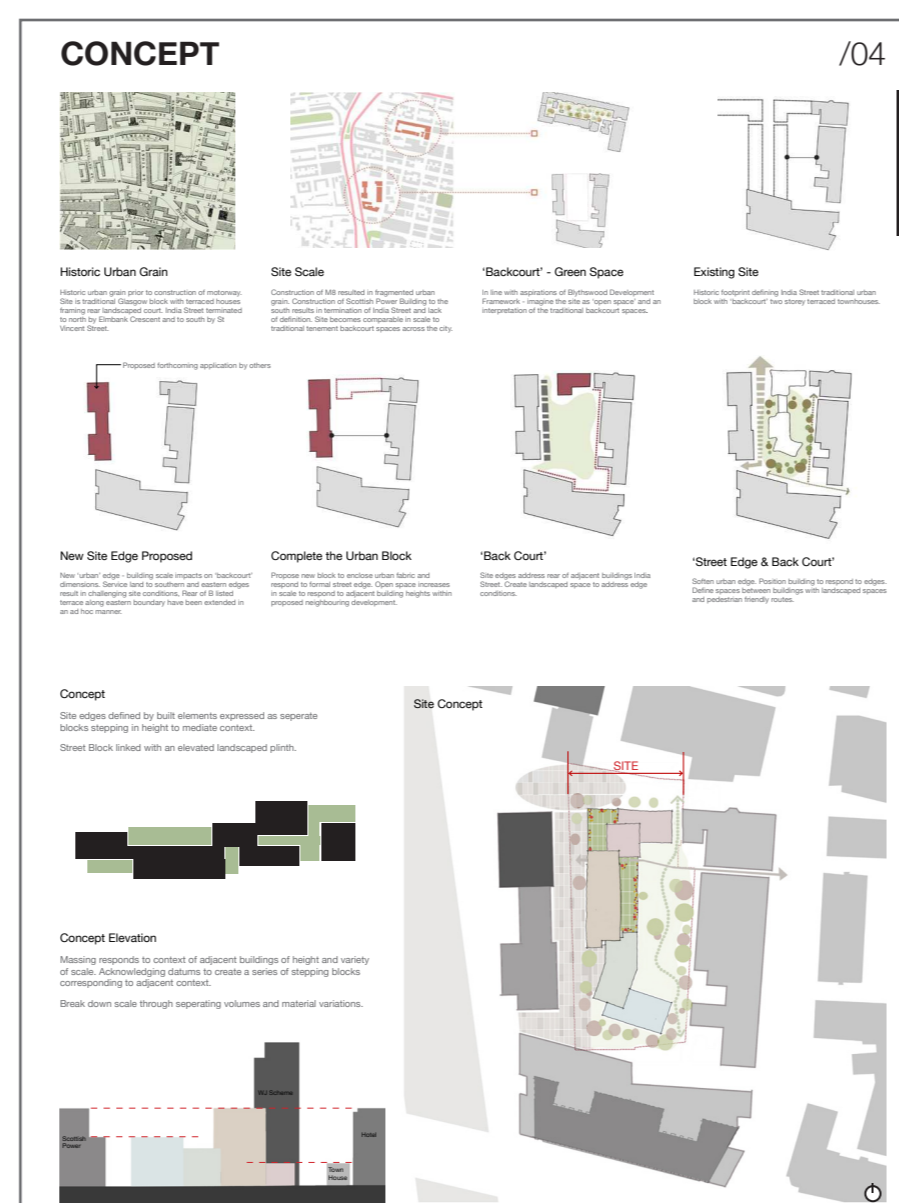 CONCEPT
/04
Historic Urban Grain
Historic urban grain prior to construction of motorway.
Site is traditional Glasgow block with terraced houses
framing rear landscaped court. India Street terminated
to north by Elmbank Crescent and to south by St
Vincent Street.
Site Scale
Construction of M8 resulted in fragmented urban
grain. Construction of Scottish Power Building to the
south results in termination of India Street and lack
of definition. Site becomes comparable in scale to
traditional tenement backcourt spaces across the city.
'Backcourt' - Green Space
In line with aspirations of Blythswood Development
Framework - imagine the site as 'open space' and an
interpretation of the traditional backcourt spaces.
Existing Site
Historic footprint defining India Street traditional urban
block with 'backcourt' two storey terraced townhouses.
Proposed forthcoming application by others
New Site Edge Proposed
New 'urban' edge - building scale impacts on 'backcourt'
dimensions. Service land to southern and eastern edges
result in challenging site conditions, Rear of B listed
terrace along eastern boundary have been extended in
an ad hoc manner.
Complete the Urban Block
Propose new block to enclose urban fabric and
respond to formal street edge. Open space increases
in scale to respond to adjacent building heights within
proposed neighbouring development.
'Back Court'
Site edges address rear of adjacent buildings India
Street. Create landscaped space to address edge
conditions.
'Street Edge & Back Court'
Soften urban edge. Position building to respond to edges.
Define spaces between buildings with landscaped spaces
and pedestrian friendly routes.
Concept
Site edges defined by built elements expressed as seperate
blocks stepping in height to mediate context.
Street Block linked with an elevated landscaped plinth.
Concept Elevation
Massing responds to context of adjacent buildings of height and variety
of scale. Acknowledging datums to create a series of stepping blocks
corresponding to adjacent context.
Break down scale through seperating volumes and material variations.
Scottish
Power
WJ Scheme
Hotel
Town
House
Site Concept
SITE